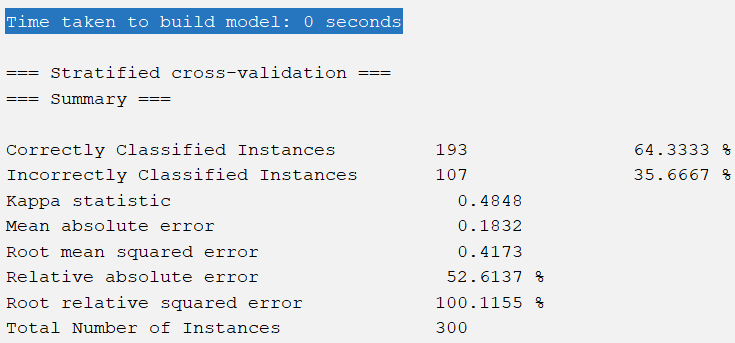 Time taken to build model: 0 seconds
=== Stratified cross-validation ===
=== Summary ===
Correctly Classified Instances 193 64.3333 %
Incorrectly Classified Instances 107 35.6667 %
Kappa statistic 0.4848
Mean absolute error 0.1832
Root mean squared error 0.4173
Relative absolute error 52.6137 %
Root relative squared error 100.1155 %
Total Number of Instances 300